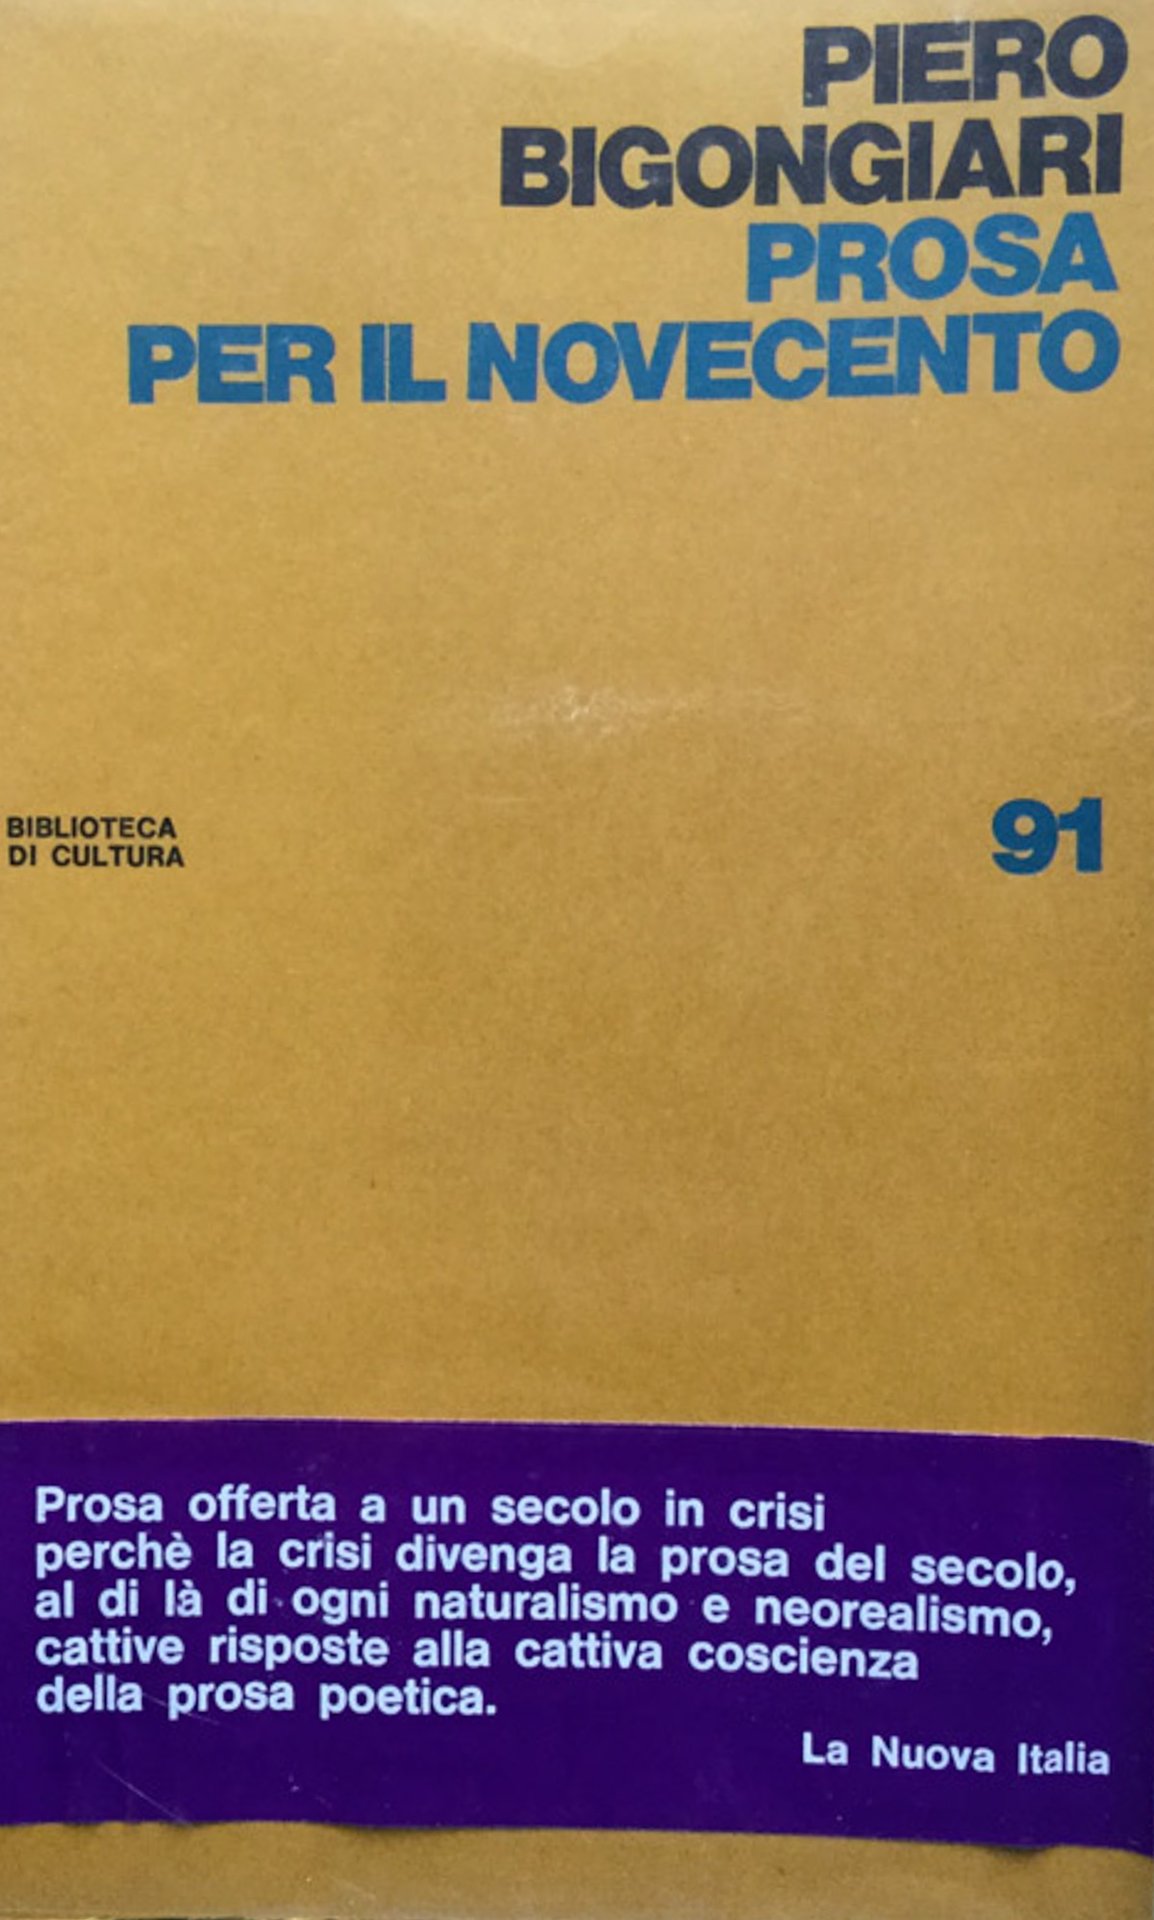 PIERO
BIGONGIARI
PROSA
PER IL NOVECENTO
BIBLIOTECA
DI CULTURA
91
Prosa offerta a un secolo in crisi
perchè la crisi divenga la prosa del secolo,
al di là di ogni naturalismo e neorealismo,
cattive risposte alla cattiva coscienza
della prosa poetica.
La Nuova Italia